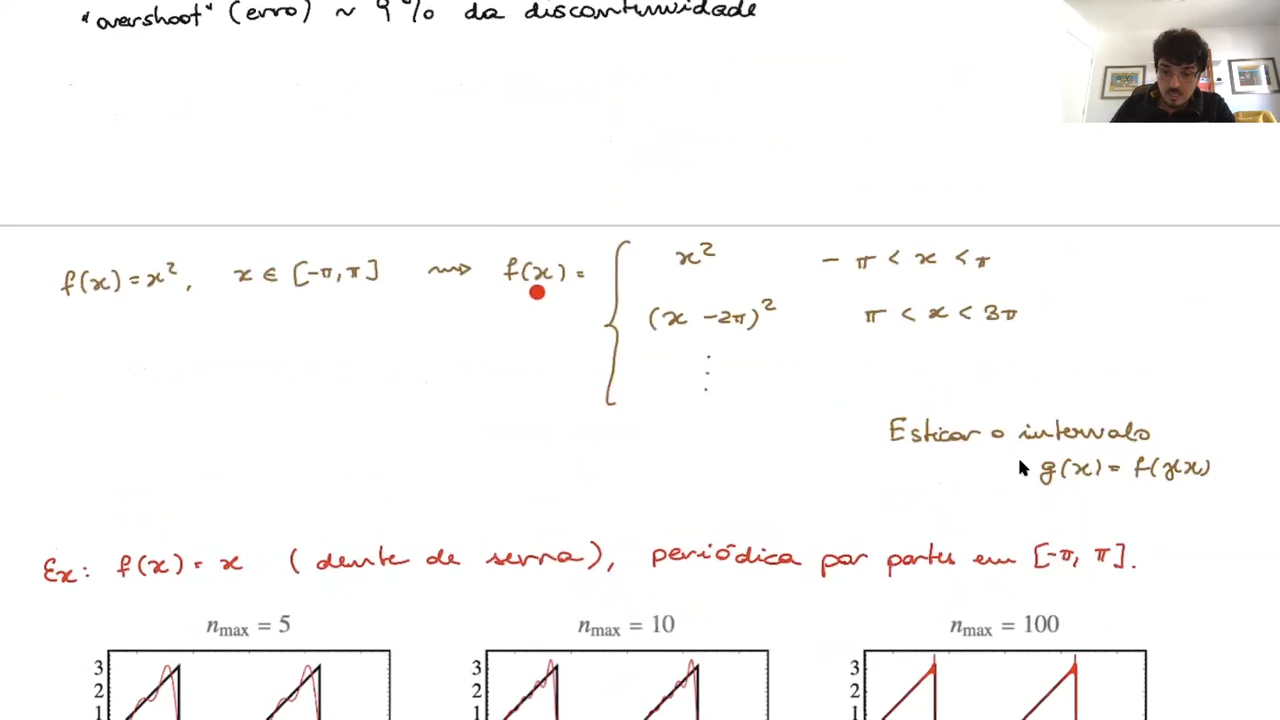 "overshoot" (erro) ~ 9 % da discontinuidade
f(x) = x², x ∈ [-π, π] ⟿ f(x) = { x² -π < x < π
(x - 2π)² π < x < 3π
⋮
Esticar o intervalo
g(x) = f(γx)
Ex: f(x) = x (dente de serra), periódica por partes em [-π, π].
n_max = 5 n_max = 10 n_max = 100
3 3 3
2 2 2
1 1 1